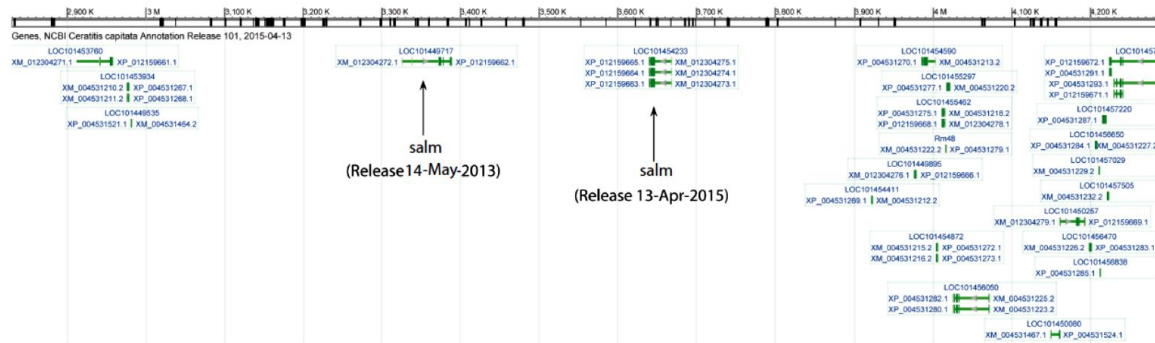 2,900 K 3 M 3,100 K 3,200 K 3,300 K 3,400 K 3,500 K 3,600 K 3,700 K 3,800 K 3,900 K 4 M 4,100 K 4,200 K
Genes, NCBI Ceratitis capitata Annotation Release 101, 2015-04-13
LOC101453760
XM_012304271.1 XP_012159661.1
LOC101453934
XM_004531210.2 XP_004531267.1
XM_004531211.2 XP_004531268.1
LOC101449535
XP_004531521.1 XM_004531464.2
LOC101449717
XM_012304272.1 XP_012159662.1
salm
(Release 14-May-2013)
LOC101454233
XP_012159665.1 XM_012304275.1
XP_012159664.1 XM_012304274.1
XP_012159663.1 XM_012304273.1
salm
(Release 13-Apr-2015)
LOC101454590
XP_004531270.1 XM_004531213.2
LOC101455297
XP_004531277.1 XM_004531220.2
LOC101455462
XP_004531275.1 XM_004531218.2
XP_012159668.1 XM_012304278.1
Rm48
XM_004531222.2 XP_004531279.1
LOC101449895
XM_012304276.1 XP_012159666.1
LOC101454411
XP_004531269.1 XM_004531212.2
LOC101454872
XM_004531215.2 XP_004531272.1
XM_004531216.2 XP_004531273.1
LOC101456050
XP_004531282.1 XM_004531225.2
XP_004531280.1 XM_004531223.2
LOC101450080
XM_004531467.1 XP_004531524.1
LOC10145
XP_012159672.1
XP_004531291.1
XP_004531293.1
XP_012159671.1
LOC101457220
XP_004531287.1
LOC101456650
XP_004531284.1 XM_004531227.2
LOC101457029
XM_004531229.2
LOC101457505
XM_004531232.2
LOC101450257
XM_012304279.1 XP_012159669.1
LOC101456470
XM_004531226.2 XP_004531283.1
LOC101456838
XP_004531285.1